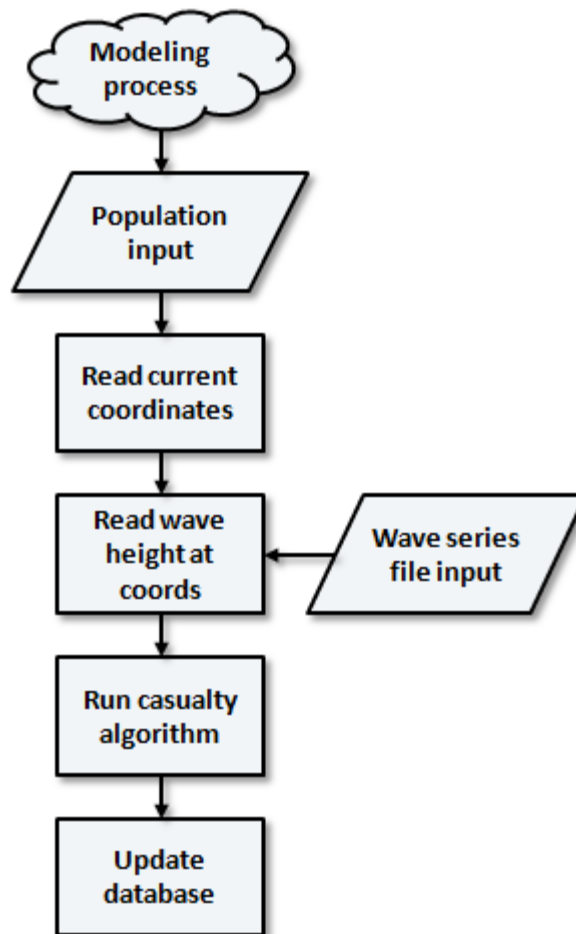 Modeling
process
Population
input
Read current
coordinates
Read wave
height at
coords
Wave series
file input
Run casualty
algorithm
Update
database